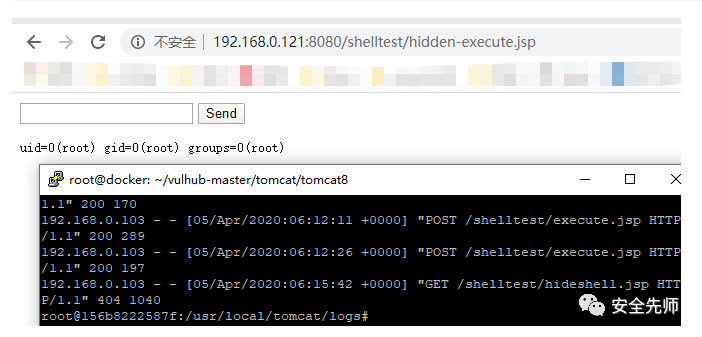 不安全 | 192.168.0.121:8080/shelltest/hidden-execute.jsp
Send
uid=0(root) gid=0(root) groups=0(root)
root@docker: ~/vulhub-master/tomcat/tomcat8
1.1" 200 170
192.168.0.103 - - [05/Apr/2020:06:12:11 +0000] "POST /shelltest/execute.jsp HTTP
/1.1" 200 289
192.168.0.103 - - [05/Apr/2020:06:12:26 +0000] "POST /shelltest/execute.jsp HTTP
/1.1" 200 197
192.168.0.103 - - [05/Apr/2020:06:15:42 +0000] "GET /shelltest/hideshell.jsp HTT
P/1.1" 404 1040
root@156b8222587f:/usr/local/tomcat/logs#
安全先师